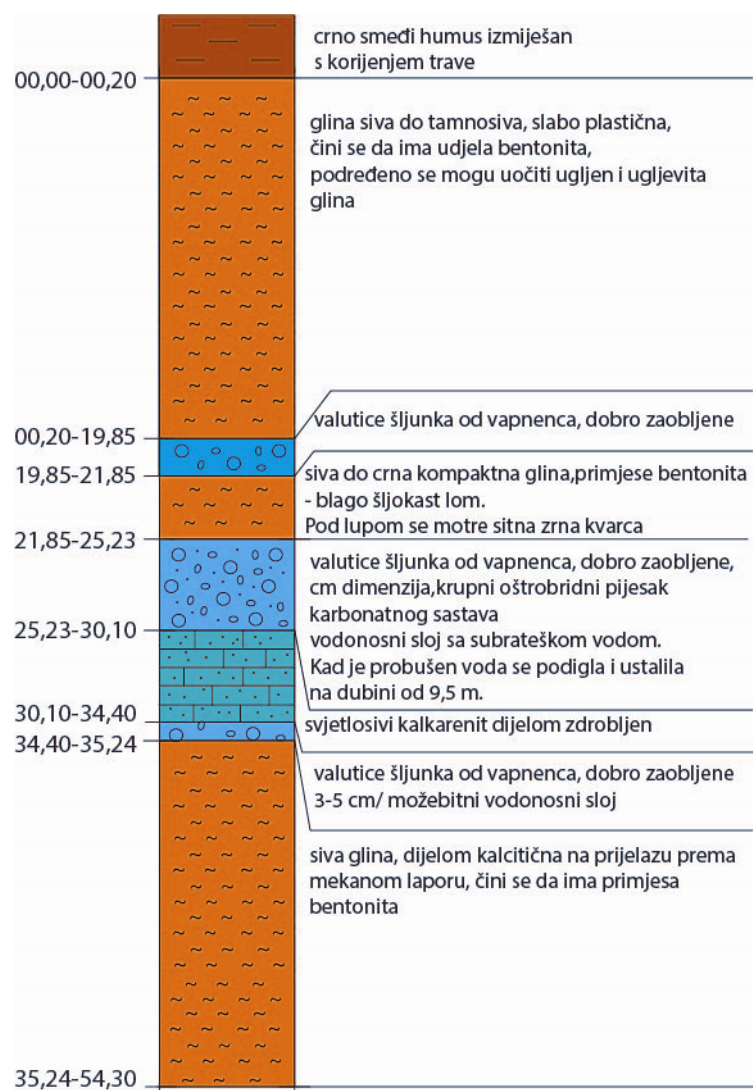 crno smeđi humus izmiješan
s korijenjem trave
00,00-00,20
glina siva do tamnosiva, slabo plastična,
čini se da ima udjela bentonita,
podređeno se mogu uočiti ugljen i ugljevita
glina
valutice šljunka od vapnenca, dobro zaobljene
00,20-19,85
19,85-21,85
siva do crna kompaktna glina,primjese bentonita
- blago šljokast lom.
Pod lupom se motre sitna zrna kvarca
21,85-25,23
valutice šljunka od vapnenca, dobro zaobljene,
cm dimenzija,krupni oštrobridni pijesak
karbonatnog sastava
25,23-30,10
vodonosni sloj sa subrateškom vodom.
Kad je probušen voda se podigla i ustalila
na dubini od 9,5 m.
30,10-34,40
svjetlosivi kalkarenit dijelom zdrobljen
34,40-35,24
valutice šljunka od vapnenca, dobro zaobljene
3-5 cm/ možebitni vodonosni sloj
siva glina, dijelom kalcitična na prijelazu prema
mekanom laporu, čini se da ima primjesa
bentonita
35,24-54,30